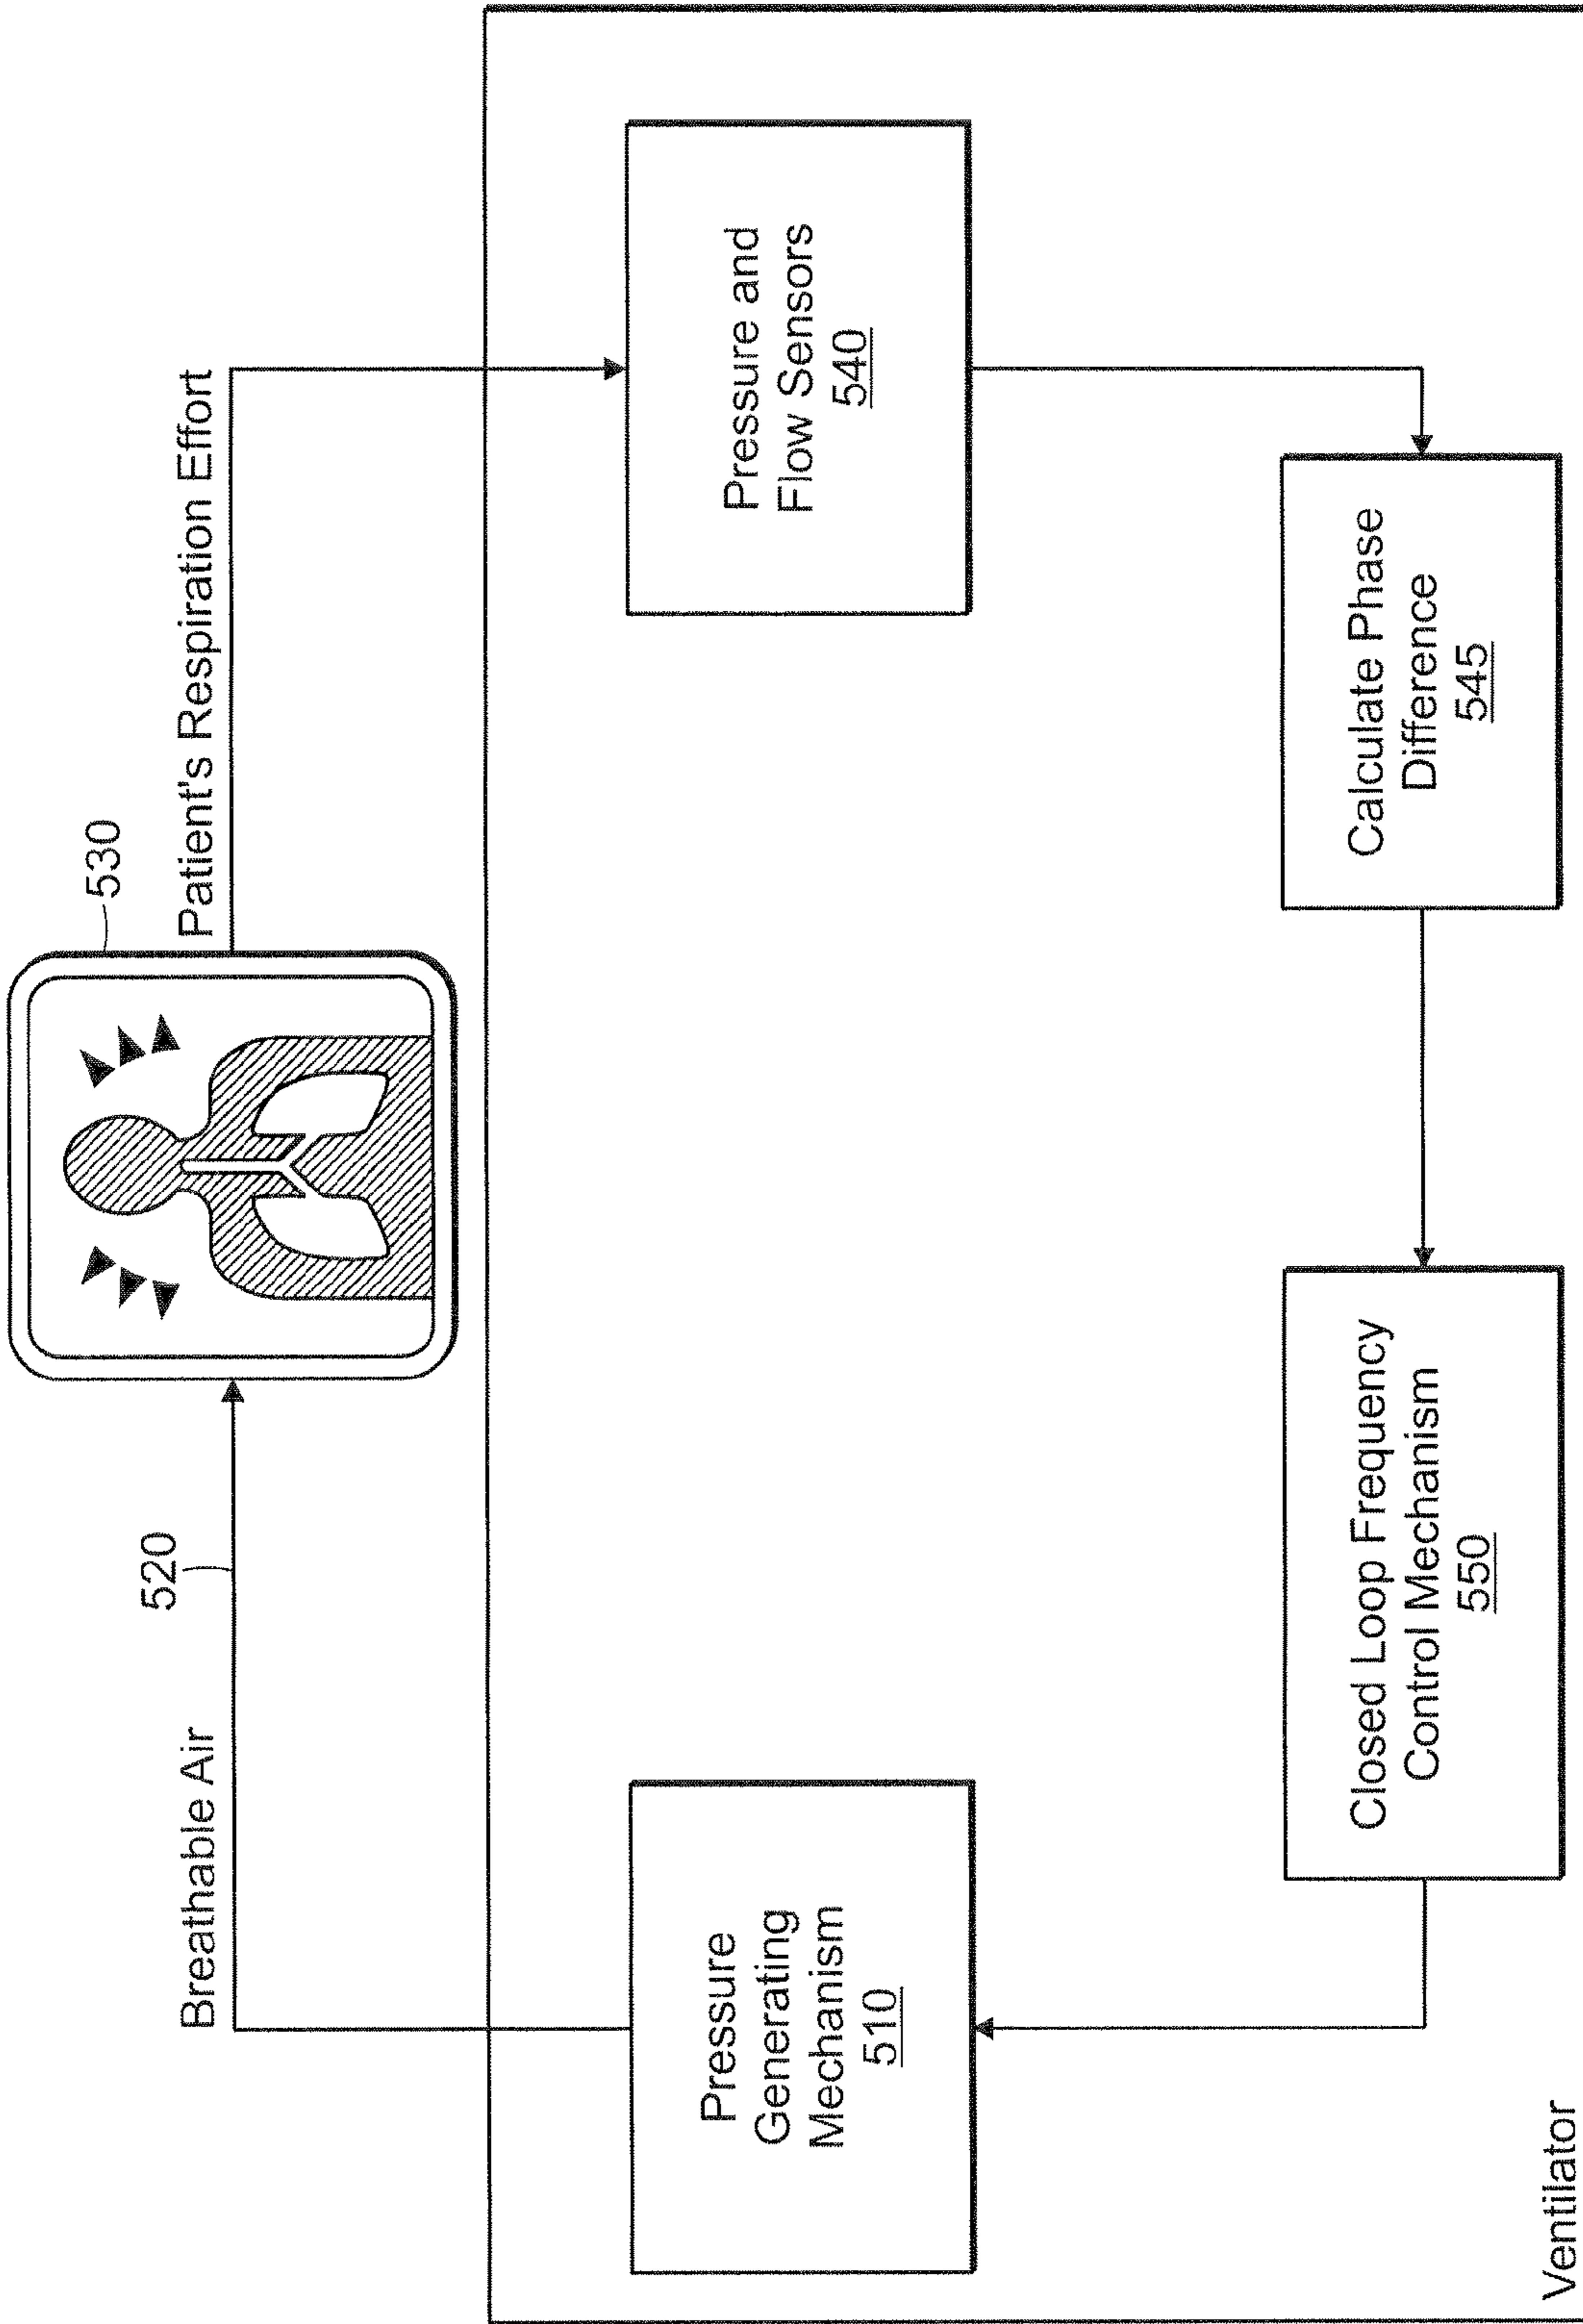 530
Patient's Respiration Effort
520
Breathable Air
Pressure
Generating
Mechanism
510
Pressure and
Flow Sensors
540
Closed Loop Frequency
Control Mechanism
550
Calculate Phase
Difference
545
Ventilator